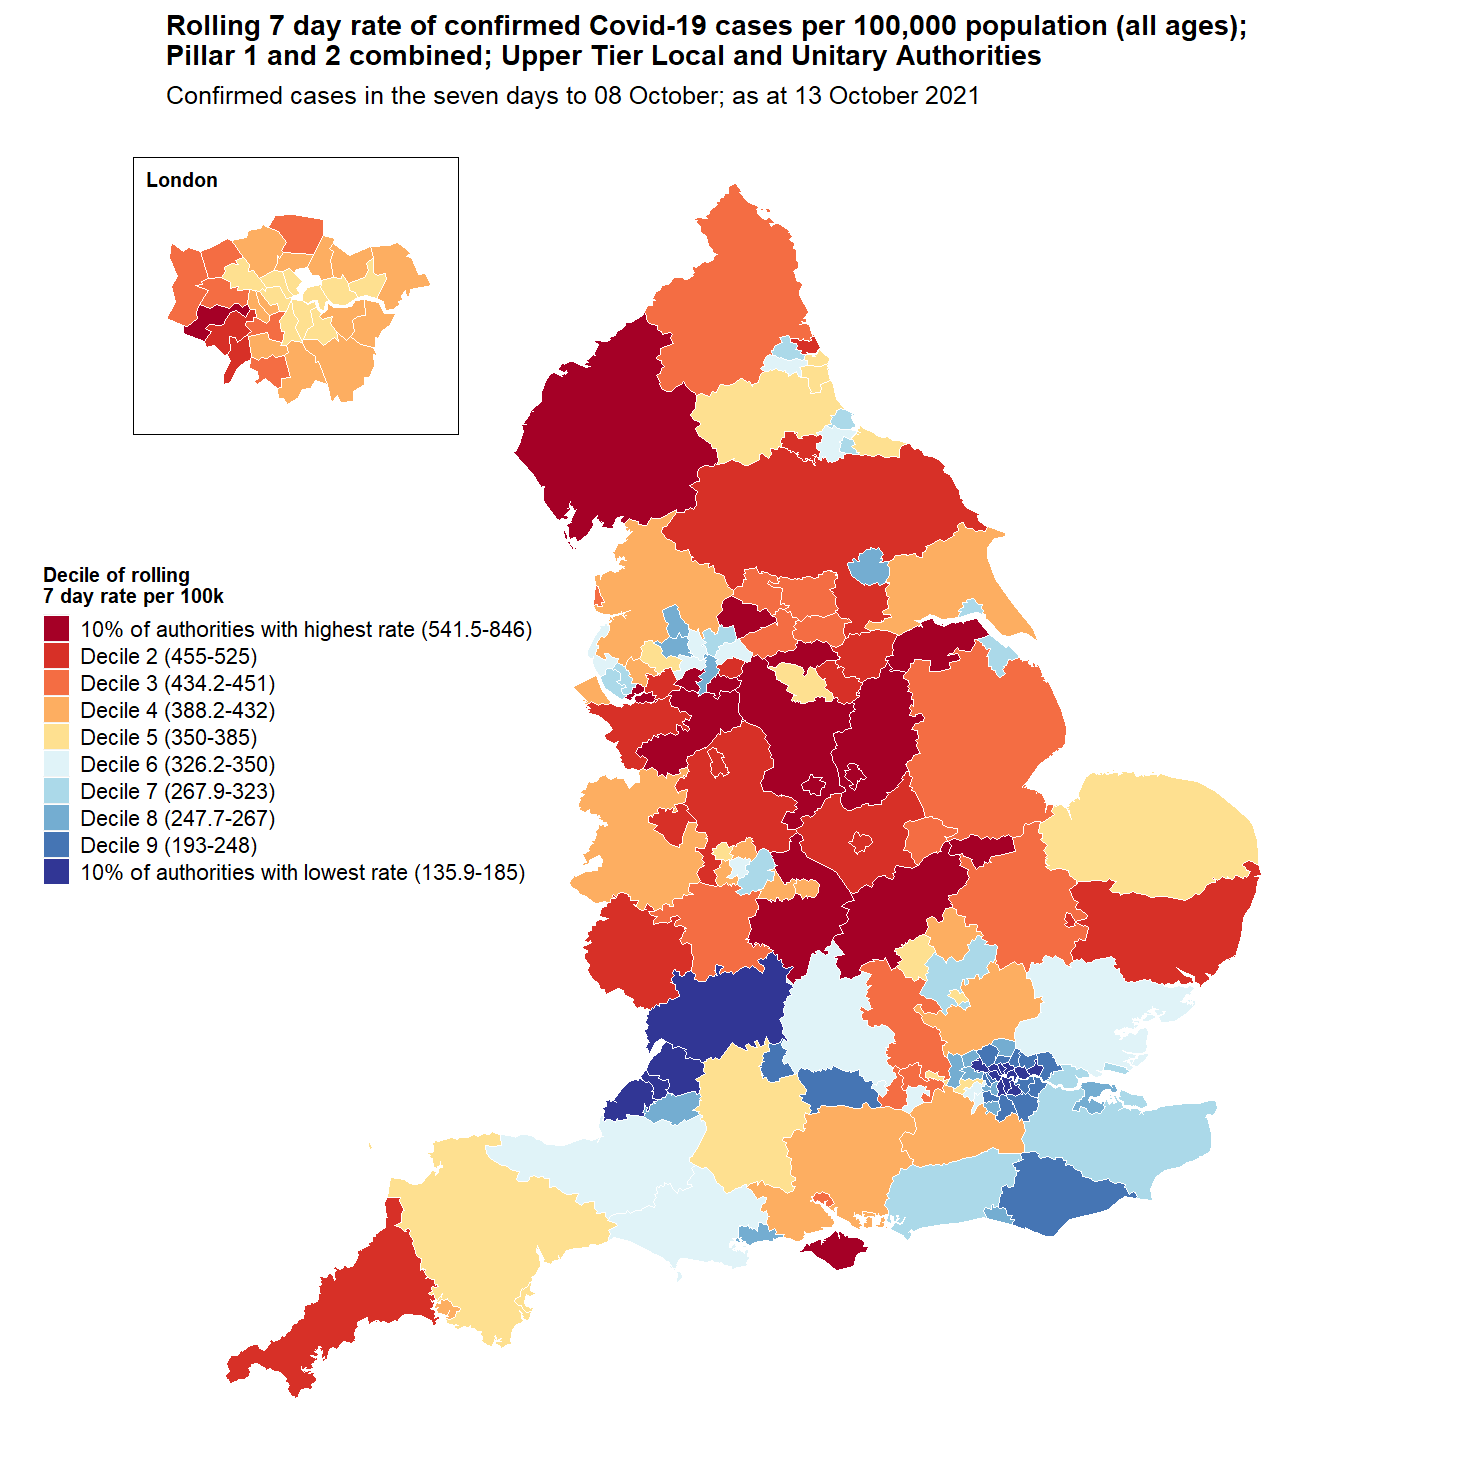 Rolling 7 day rate of confirmed Covid-19 cases per 100,000 population (all ages);
Pillar 1 and 2 combined; Upper Tier Local and Unitary Authorities
Confirmed cases in the seven days to 08 October; as at 13 October 2021
London
Decile of rolling
7 day rate per 100k
10% of authorities with highest rate (541.5-846)
Decile 2 (455-525)
Decile 3 (434.2-451)
Decile 4 (388.2-432)
Decile 5 (350-385)
Decile 6 (326.2-350)
Decile 7 (267.9-323)
Decile 8 (247.7-267)
Decile 9 (193-248)
10% of authorities with lowest rate (135.9-185)